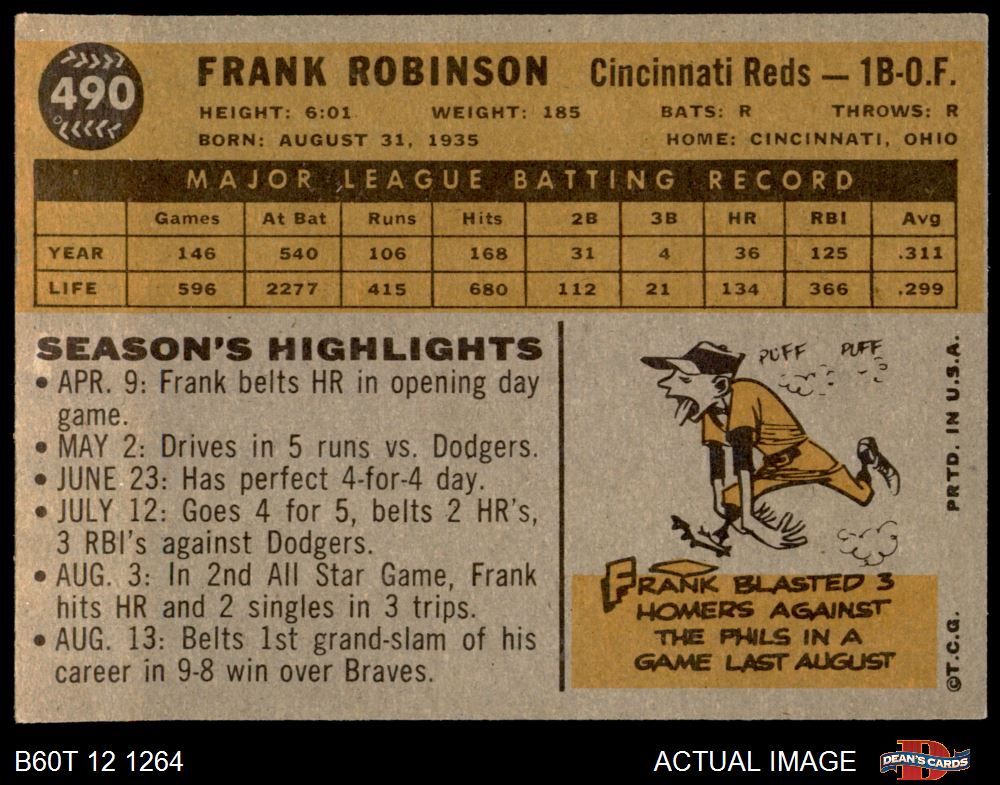 490
FRANK ROBINSON Cincinnati Reds — 1B-O.F.
HEIGHT: 6:01 WEIGHT: 185 BATS: R THROWS: R
BORN: AUGUST 31, 1935 HOME: CINCINNATI, OHIO
MAJOR LEAGUE BATTING RECORD
Games At Bat Runs Hits 2B 3B HR RBI Avg
YEAR 146 540 106 168 31 4 36 125 .311
LIFE 596 2277 415 680 112 21 134 366 .299
SEASON'S HIGHLIGHTS
• APR. 9: Frank belts HR in opening day
game.
• MAY 2: Drives in 5 runs vs. Dodgers.
• JUNE 23: Has perfect 4-for-4 day.
• JULY 12: Goes 4 for 5, belts 2 HR's,
3 RBI's against Dodgers.
• AUG. 3: In 2nd All Star Game, Frank
hits HR and 2 singles in 3 trips.
• AUG. 13: Belts 1st grand-slam of his
career in 9-8 win over Braves.
PUFF PUFF
FRANK BLASTED 3
HOMERS AGAINST
THE PHILS IN A
GAME LAST AUGUST
©T.C.G. PRTD. IN U.S.A.
B60T 12 1264 ACTUAL IMAGE
D
DEAN'S CARDS